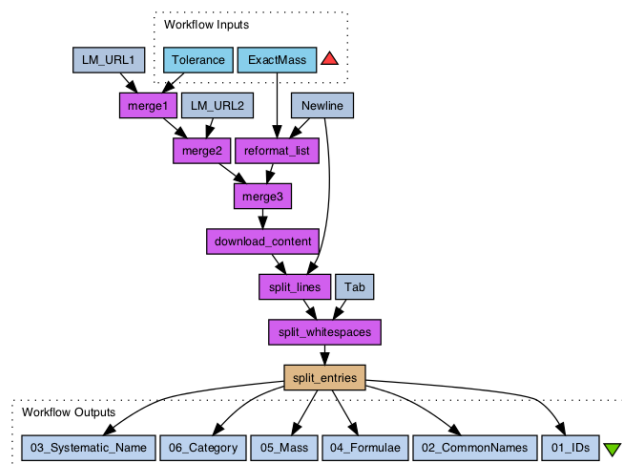 Workflow Inputs
LM_URL1
Tolerance
ExactMass
merge1
LM_URL2
Newline
merge2
reformat_list
merge3
download_content
split_lines
Tab
split_whitespaces
split_entries
Workflow Outputs
03_Systematic_Name
06_Category
05_Mass
04_Formulae
02_CommonNames
01_IDs